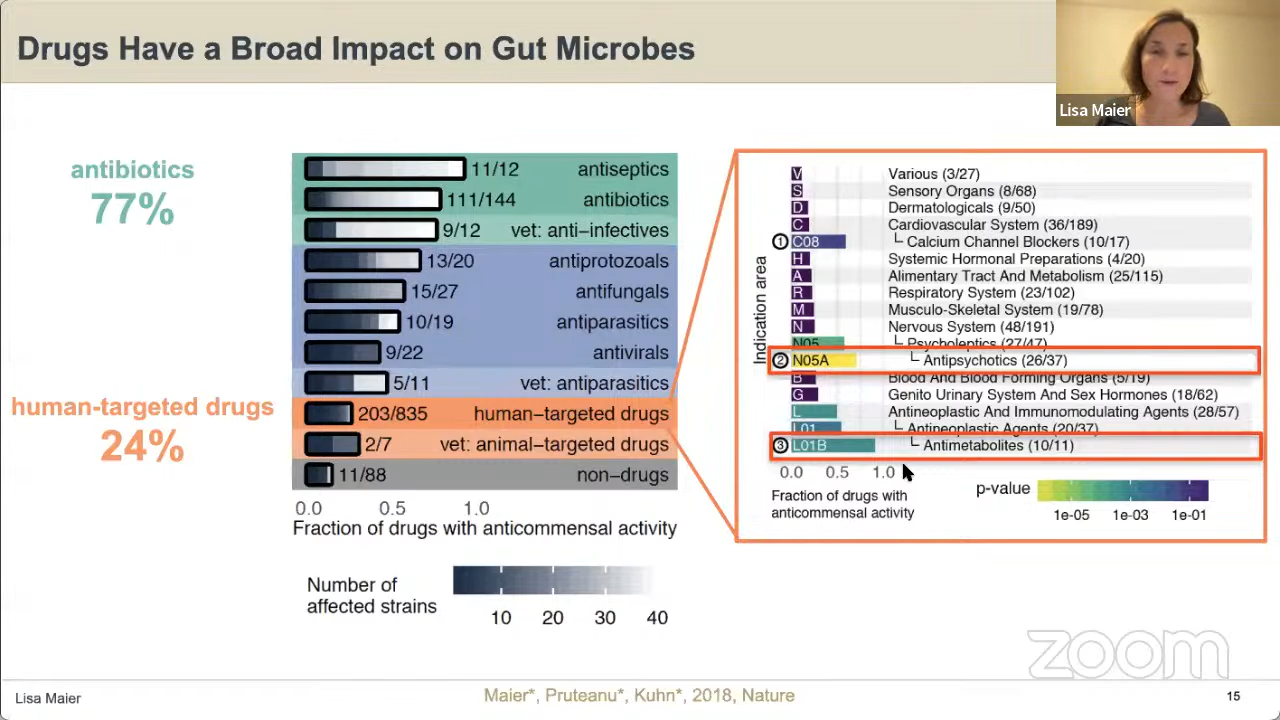 Drugs Have a Broad Impact on Gut Microbes
Lisa Maier
antibiotics
77%
human-targeted drugs
24%
11/12 antiseptics
111/144 antibiotics
9/12 vet: anti−infectives
13/20 antiprotozoals
15/27 antifungals
10/19 antiparasitics
9/22 antivirals
5/11 vet: antiparasitics
203/835 human−targeted drugs
2/7 vet: animal−targeted drugs
11/88 non−drugs
0.0 0.5 1.0
Fraction of drugs with anticommensal activity
Number of
affected strains
10 20 30 40
Indication area
V Various (3/27)
S Sensory Organs (8/68)
D Dermatologicals (9/50)
C Cardiovascular System (36/189)
1 C08 Calcium Channel Blockers (10/17)
H Systemic Hormonal Preparations (4/20)
A Alimentary Tract And Metabolism (25/115)
R Respiratory System (23/102)
M Musculo-Skeletal System (19/78)
N Nervous System (48/191)
N05 Psycholeptics (27/47)
2 N05A Antipsychotics (26/37)
B Blood And Blood Forming Organs (5/19)
G Genito Urinary System And Sex Hormones (18/62)
L Antineoplastic And Immunomodulating Agents (28/57)
L01 Antineoplastic Agents (20/37)
3 L01B Antimetabolites (10/11)
0.0 0.5 1.0
Fraction of drugs with
anticommensal activity
p-value
1e-05 1e-03 1e-01
zoom
Lisa Maier
Maier*, Pruteanu*, Kuhn*, 2018, Nature
15